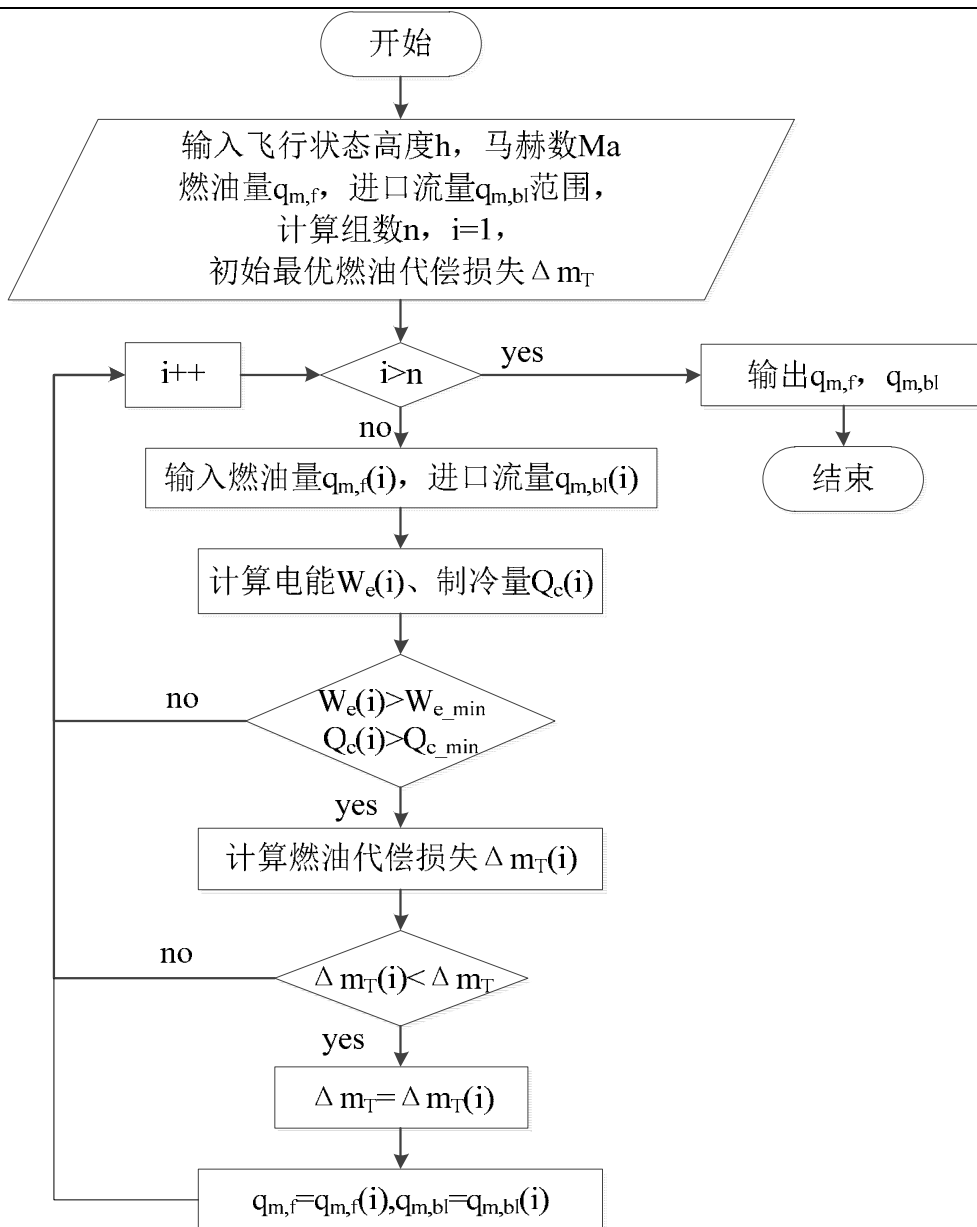 开始
输入飞行状态高度h，马赫数Ma
燃油量qm,f，进口流量qm,bl范围，
计算组数n，i=1，
初始最优燃油代偿损失ΔmT
i++
i>n
yes
输出qm,f， qm,bl
no
输入燃油量qm,f(i)，进口流量qm,bl(i)
结束
计算电能We(i)、制冷量Qc(i)
no
We(i)>We_min
Qc(i)>Qc_min
yes
计算燃油代偿损失ΔmT(i)
no
ΔmT(i)<ΔmT
yes
ΔmT=ΔmT(i)
qm,f=qm,f(i),qm,bl=qm,bl(i)